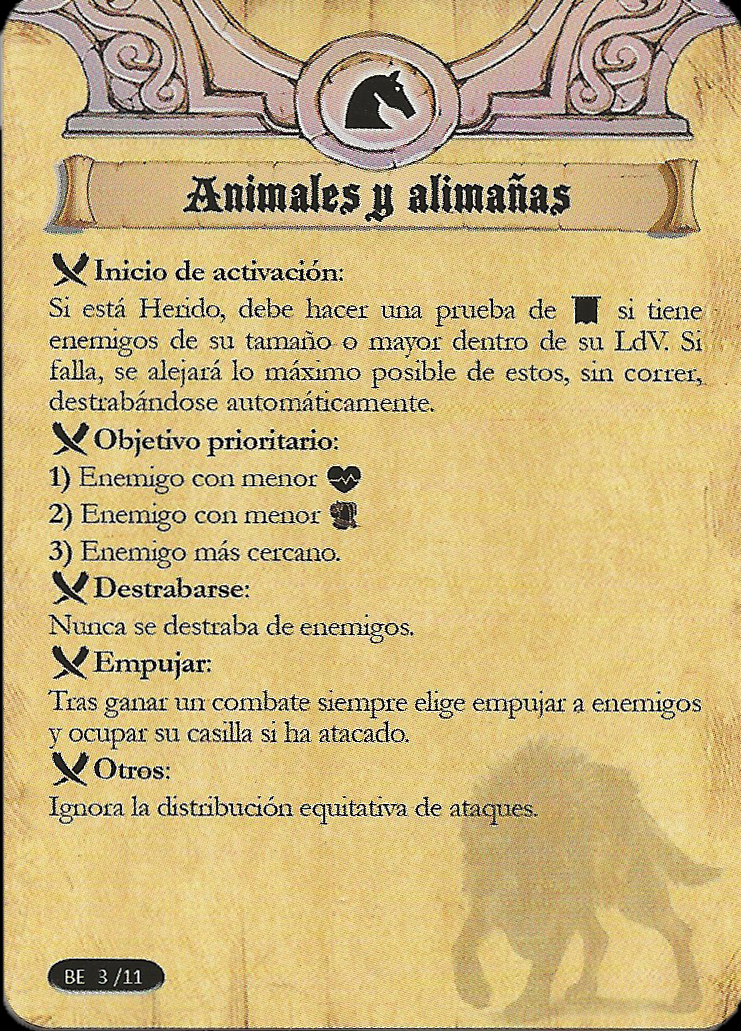 Animales y alimañas
Inicio de activación:
Si está Herido, debe hacer una prueba de si tiene
enemigos de su tamaño o mayor dentro de su LdV. Si
falla, se alejará lo máximo posible de estos, sin correr,
destrabándose automáticamente.
Objetivo prioritario:
1) Enemigo con menor
2) Enemigo con menor
3) Enemigo más cercano.
Destrabarse:
Nunca se destraba de enemigos.
Empujar:
Tras ganar un combate siempre elige empujar a enemigos
y ocupar su casilla si ha atacado.
Otros:
Ignora la distribución equitativa de ataques.
BE 3/11